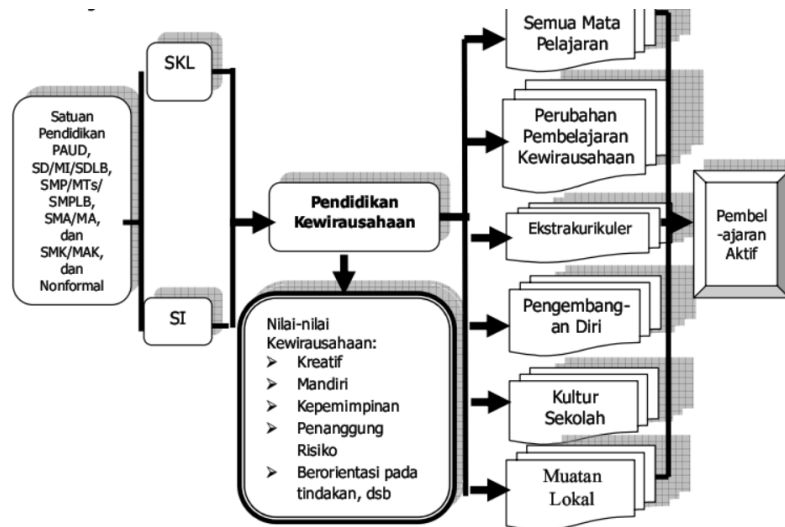 Satuan
Pendidikan
PAUD,
SD/MI/SDLB,
SMP/MTs/
SMPLB,
SMA/MA,
dan
SMK/MAK,
dan
Nonformal
SKL
SI
Pendidikan
Kewirausahaan
Nilai-nilai
Kewirausahaan:
➢ Kreatif
➢ Mandiri
➢ Kepemimpinan
➢ Penanggung
Risiko
➢ Berorientasi pada
tindakan, dsb
Semua Mata
Pelajaran
Perubahan
Pembelajaran
Kewirausahaan
Ekstrakurikuler
Pengembang-
an Diri
Kultur
Sekolah
Muatan
Lokal
Pembel
-ajaran
Aktif